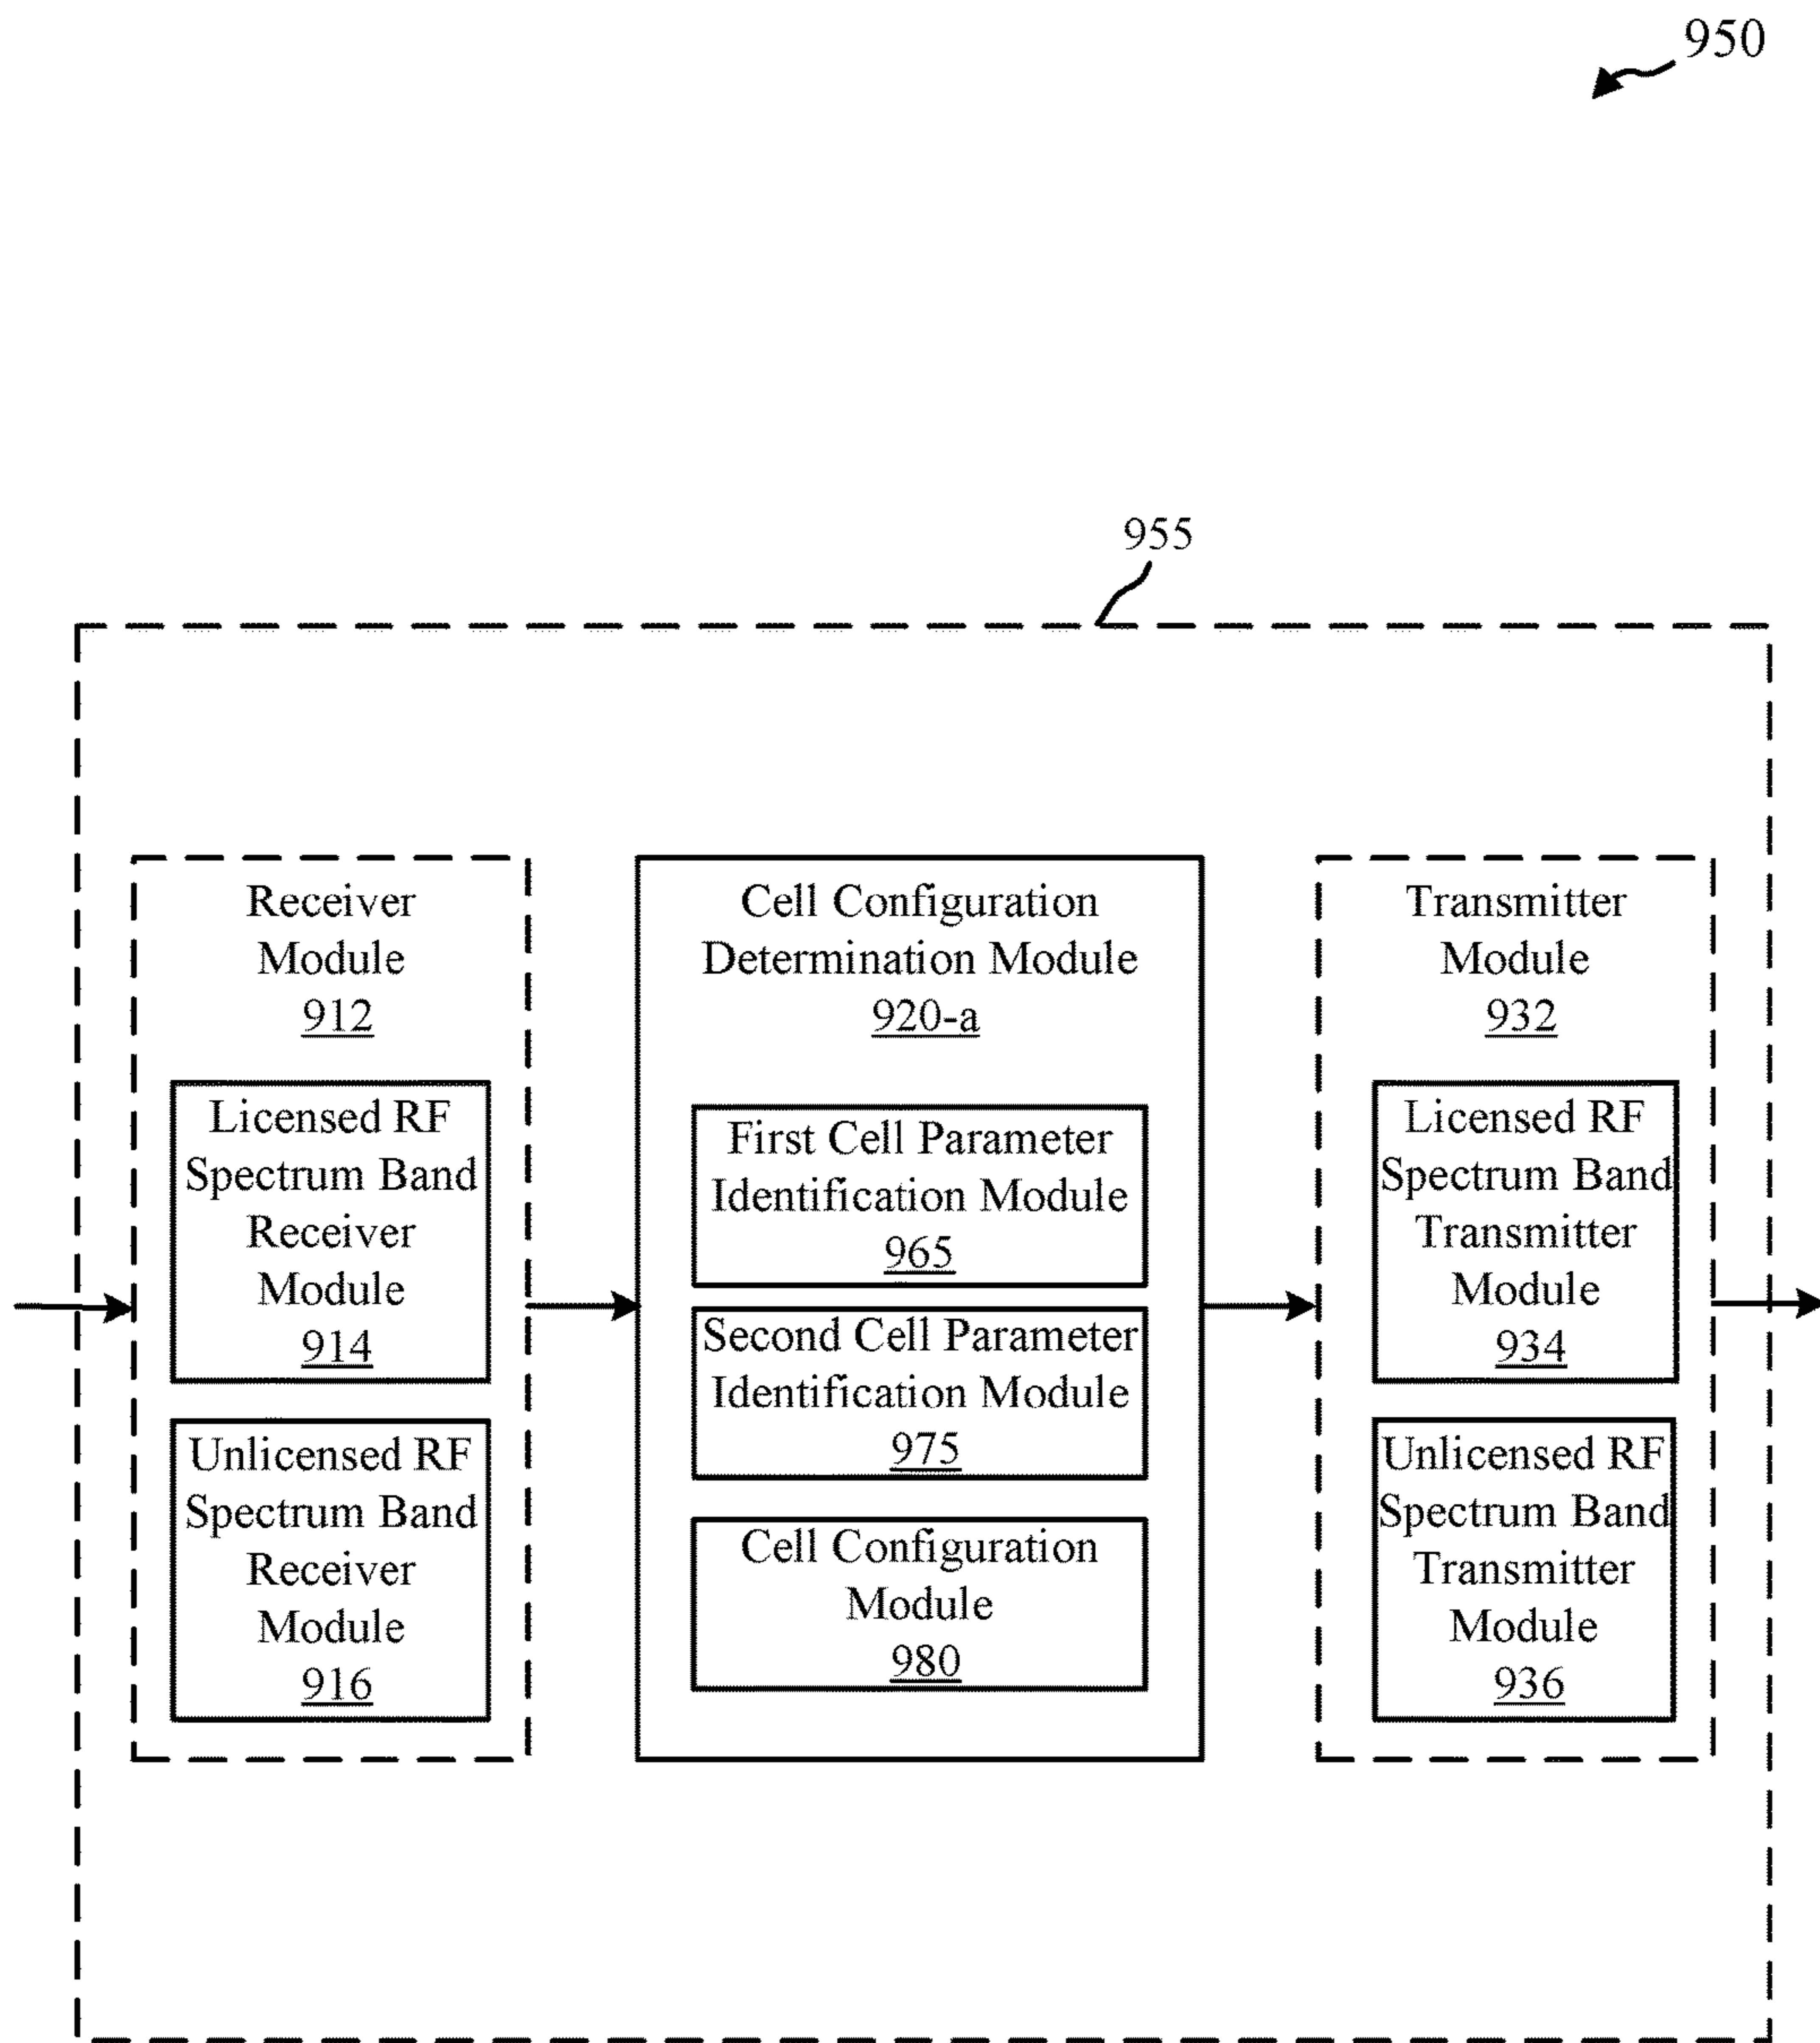 950
955
Receiver
Module
912
Licensed RF
Spectrum Band
Receiver
Module
914
Unlicensed RF
Spectrum Band
Receiver
Module
916
Cell Configuration
Determination Module
920-a
First Cell Parameter
Identification Module
965
Second Cell Parameter
Identification Module
975
Cell Configuration
Module
980
Transmitter
Module
932
Licensed RF
Spectrum Band
Transmitter
Module
934
Unlicensed RF
Spectrum Band
Transmitter
Module
936